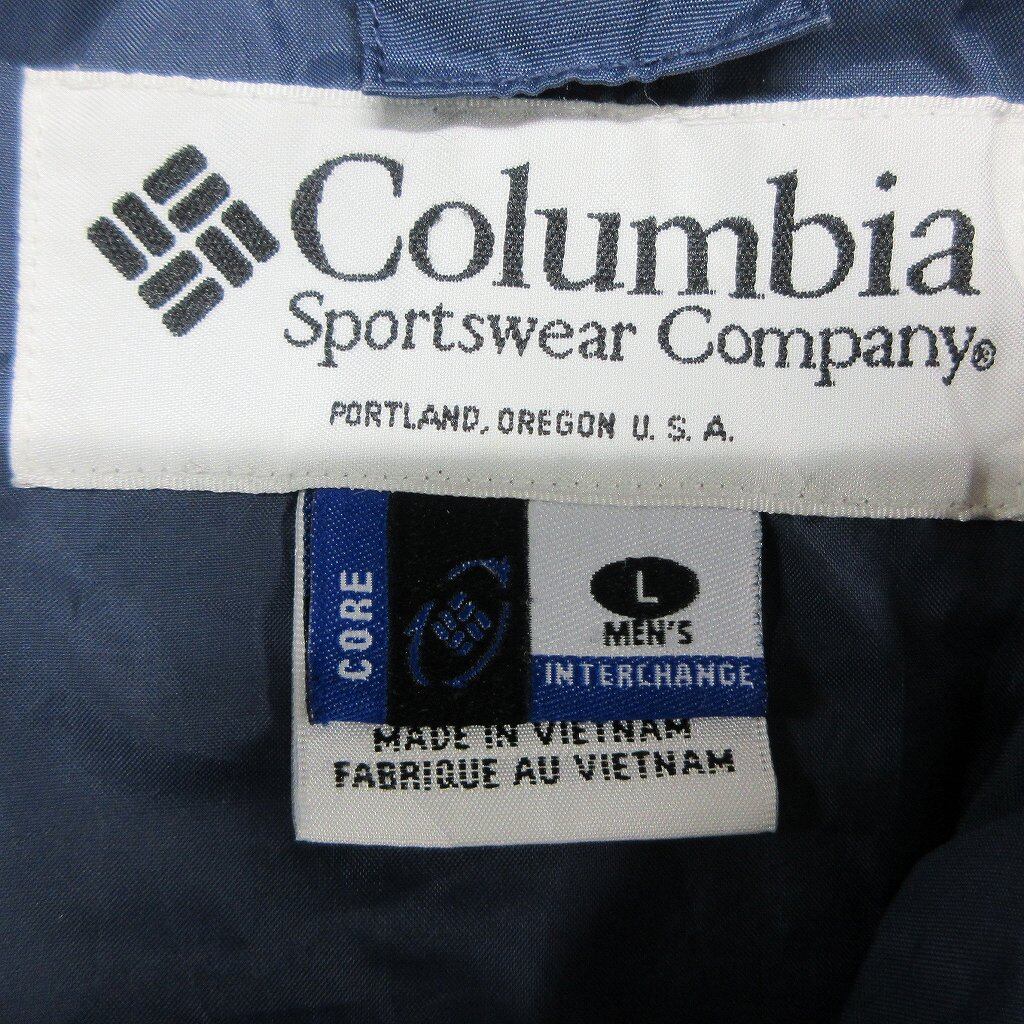 Columbia
Sportswear Company®
PORTLAND, OREGON U.S.A.
CORE
L
MEN'S
INTERCHANGE
MADE IN VIETNAM
FABRIQUE AU VIETNAM